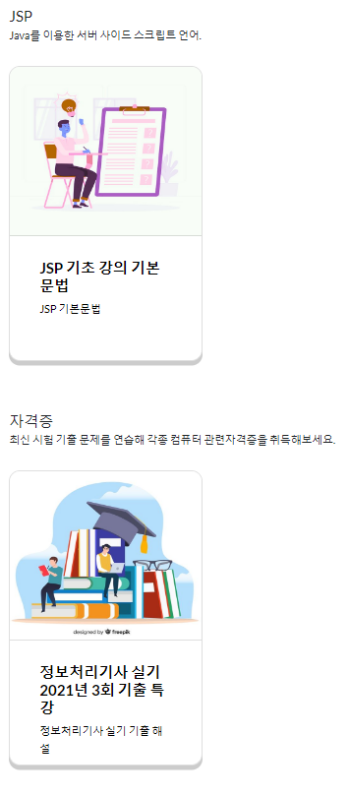 JSP
Java를 이용한 서버 사이드 스크립트 언어.
JSP 기초 강의 기본
문법
JSP 기본문법
자격증
최신 시험 기출 문제를 연습해 각종 컴퓨터 관련자격증을 취득해보세요.
designed by freepik
정보처리기사 실기
2021년 3회 기출 특
강
정보처리기사 실기 기출 해
설